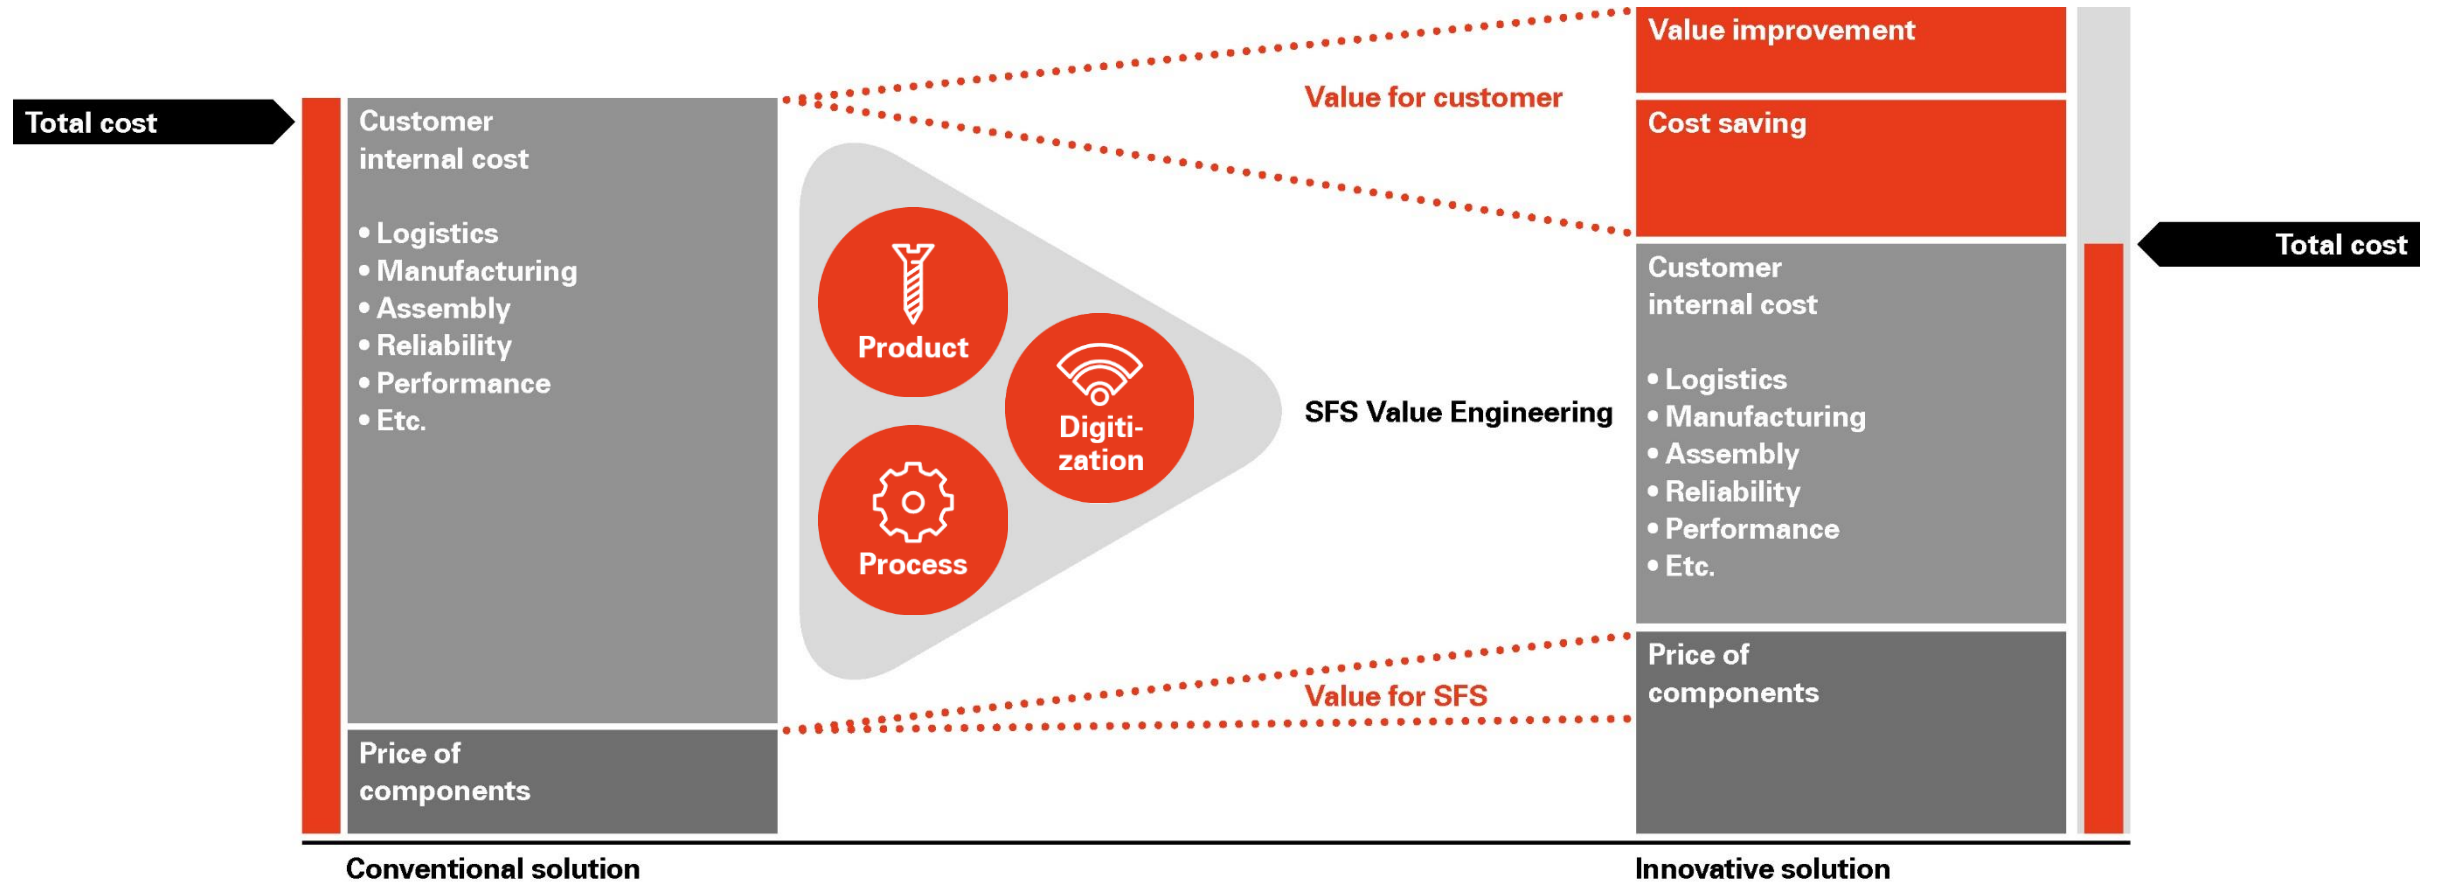 Total cost
Customer
internal cost
• Logistics
• Manufacturing
• Assembly
• Reliability
• Performance
• Etc.
Price of
components
Conventional solution
Product
Process
Digiti-
zation
Value for customer
SFS Value Engineering
Value for SFS
Value improvement
Cost saving
Customer
internal cost
• Logistics
• Manufacturing
• Assembly
• Reliability
• Performance
• Etc.
Price of
components
Innovative solution
Total cost